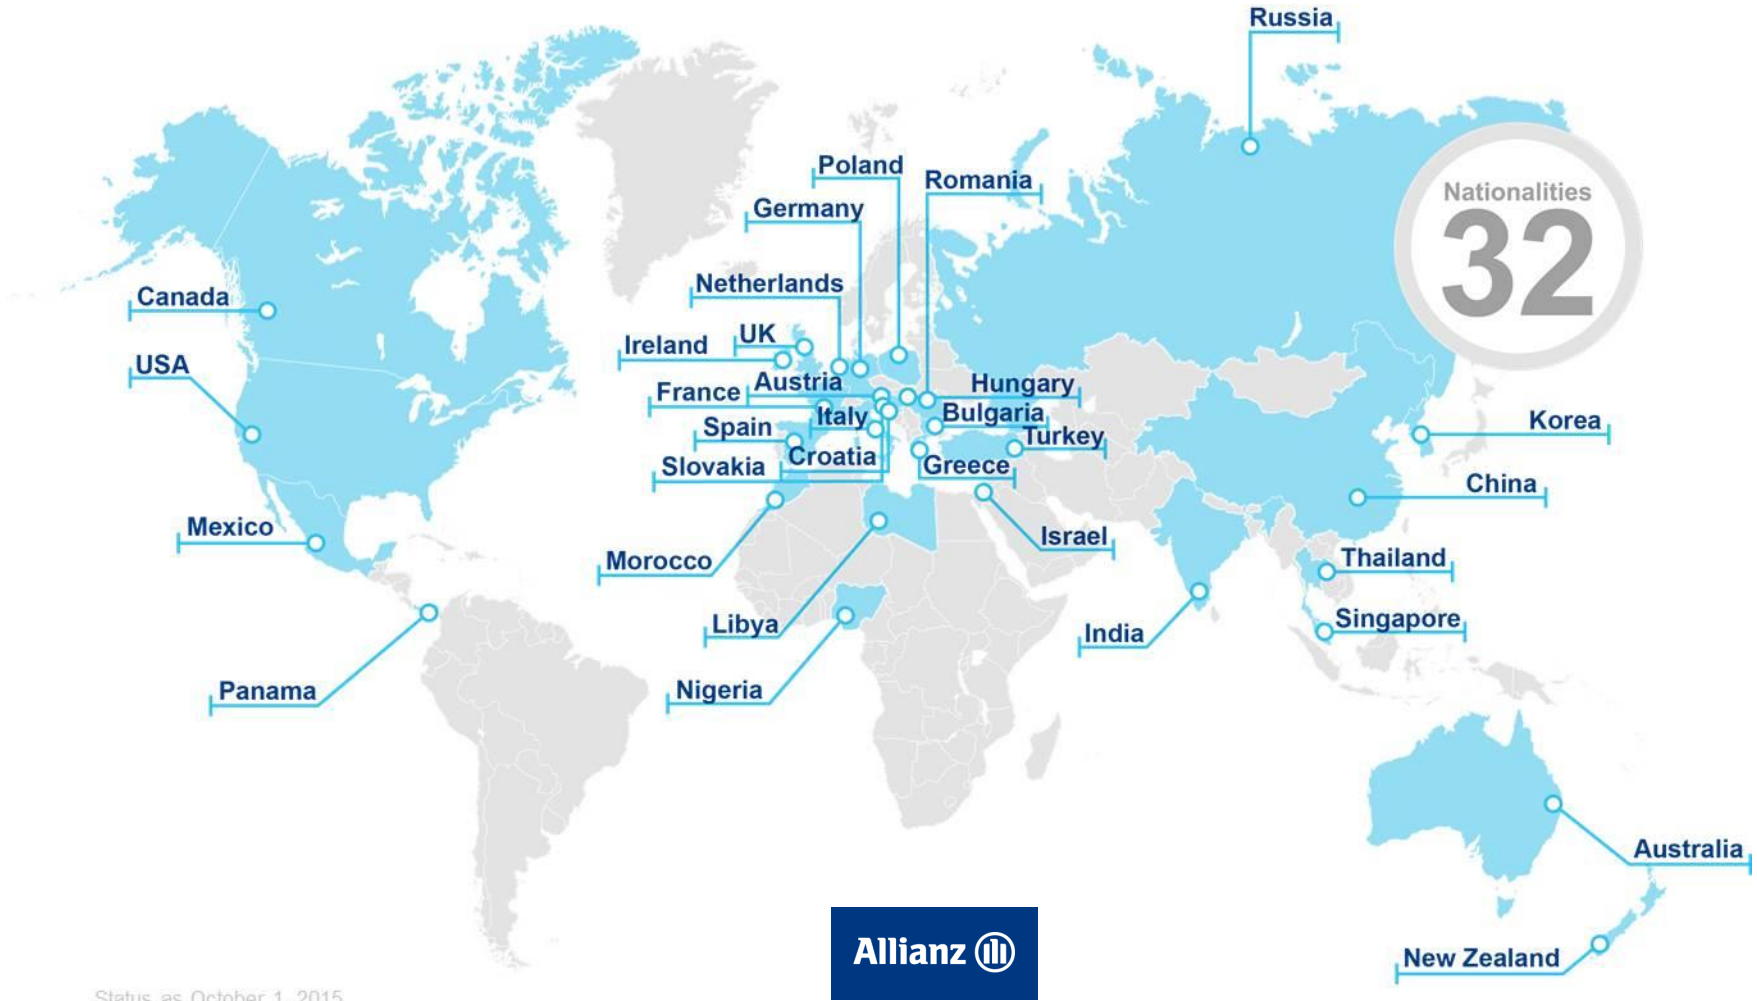 Russia
Poland
Romania
Nationalities
32
Germany
Netherlands
Canada
UK
Ireland
USA
Austria
Hungary
France
Italy
Bulgaria
Korea
Spain
Turkey
Croatia
Slovakia
Greece
China
Mexico
Israel
Morocco
Thailand
Libya
Singapore
India
Panama
Nigeria
Australia
Allianz
New Zealand
Status as October 1, 2015